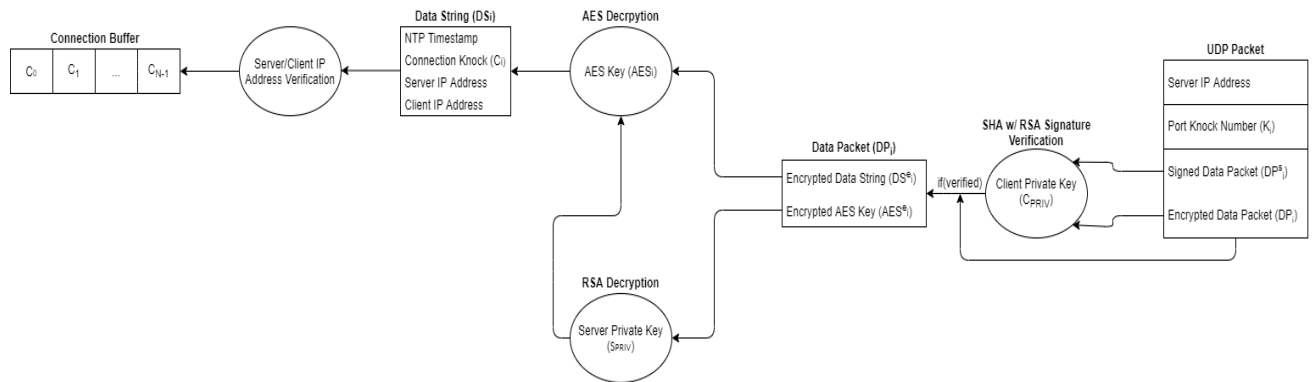 Connection Buffer
C₀ C₁ ... C_N-1
Server/Client IP
Address Verification
Data String (DSi)
NTP Timestamp
Connection Knock (Cᵢ)
Server IP Address
Client IP Address
AES Decrpytion
AES Key (AESᵢ)
RSA Decryption
Server Private Key
(SPRIV)
Data Packet (DPᵢ)
Encrypted Data String (DSᵉᵢ)
Encrypted AES Key (AESᵉᵢ)
if(verified)
SHA w/ RSA Signature
Verification
Client Private Key
(CPRIV)
UDP Packet
Server IP Address
Port Knock Number (Kᵢ)
Signed Data Packet (DPˢᵢ)
Encrypted Data Packet (DPᵢ)